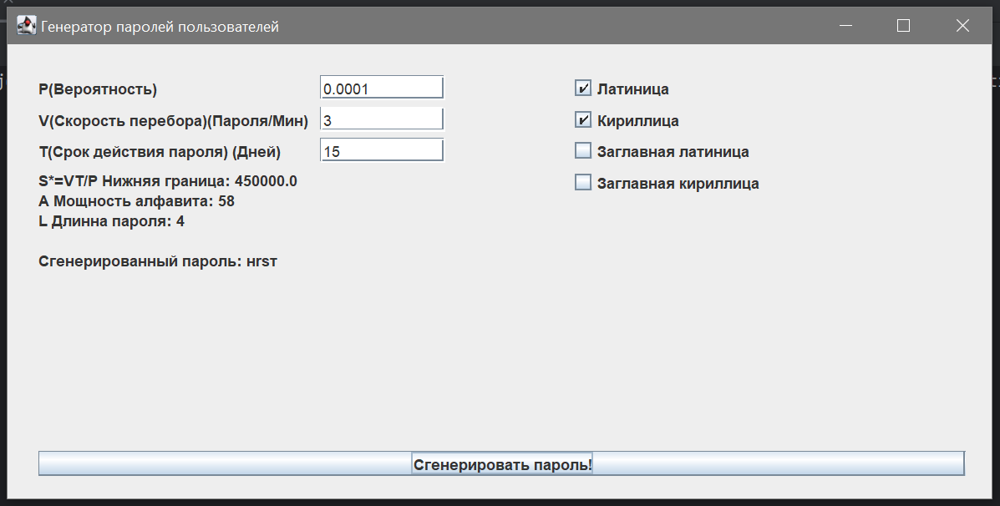 Генератор паролей пользователей
P(Вероятность) 0.0001
V(Скорость перебора)(Пароля/Мин) 3
T(Срок действия пароля) (Дней) 15
S*=VT/P Нижняя граница: 450000.0
A Мощность алфавита: 58
L Длинна пароля: 4
Сгенерированный пароль: нrsт
Латиница
Кириллица
Заглавная латиница
Заглавная кириллица
Сгенерировать пароль!